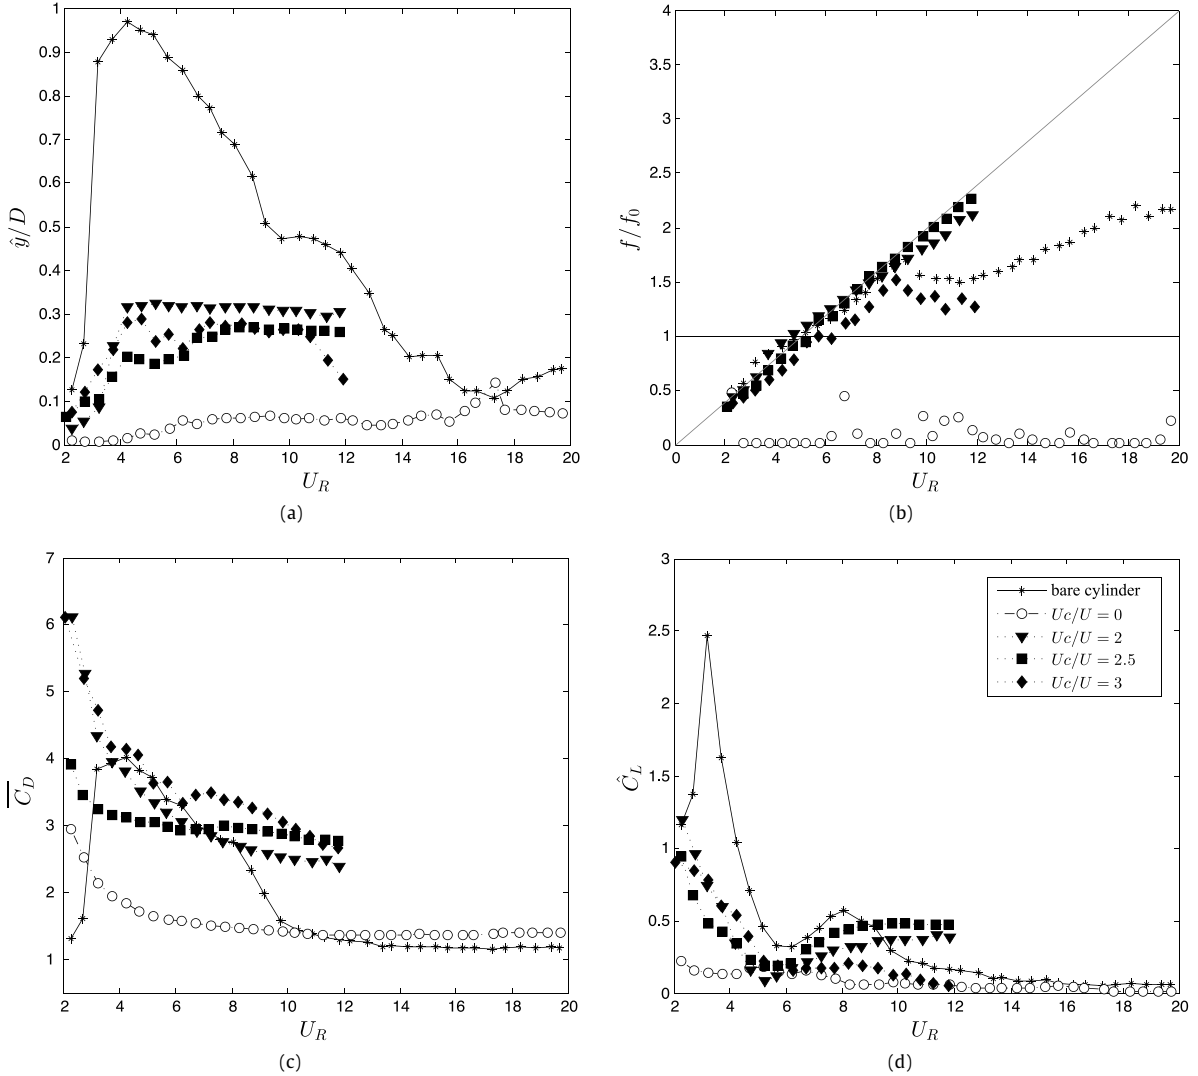 1
0.9
0.8
0.7
0.6
0.5
0.4
0.3
0.2
0.1
0
ŷ/D
2 4 6 8 10 12 14 16 18 20
U_R
(a)
4
3.5
3
2.5
2
1.5
1
0.5
0
f/f_0
0 2 4 6 8 10 12 14 16 18 20
U_R
(b)
7
6
5
4
3
2
1
\overline{C_D}
2 4 6 8 10 12 14 16 18 20
U_R
(c)
3
2.5
2
1.5
1
0.5
0
Ĉ_L
bare cylinder
Uc/U = 0
Uc/U = 2
Uc/U = 2.5
Uc/U = 3
2 4 6 8 10 12 14 16 18 20
U_R
(d)